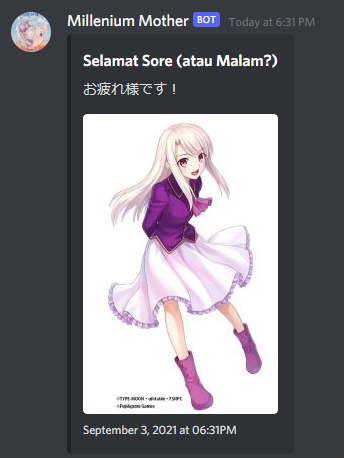 Millenium Mother BOT Today at 6:31 PM
Selamat Sore (atau Malam?)
お疲れ様です！
©TYPE-MOON・ufotable・FSNPC
©Fujigami Games
September 3, 2021 at 06:31PM